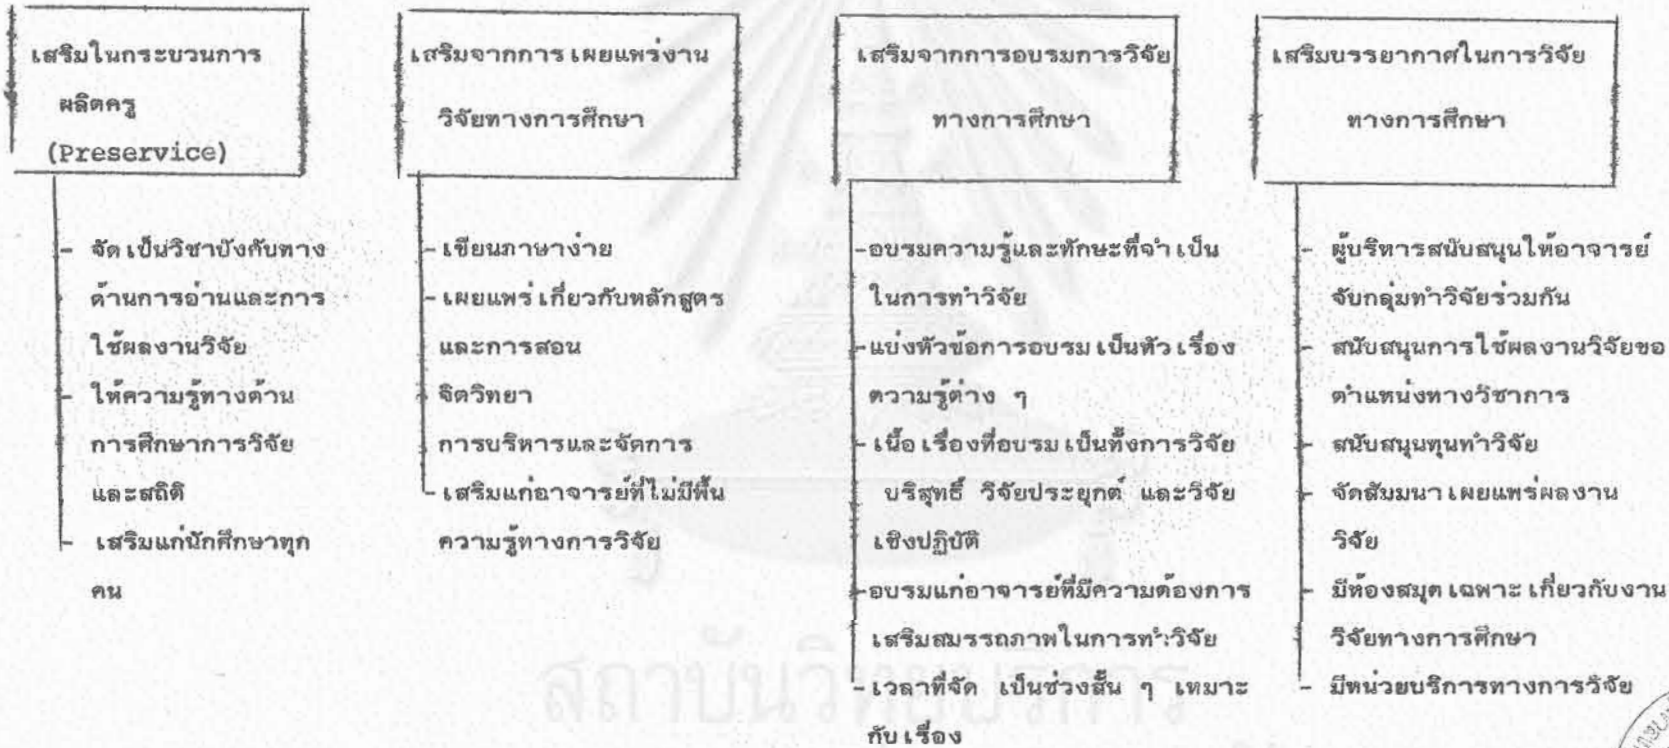 เสริมในกระบวนการ
ผลิตครู
(Preservice)
- จัดเป็นวิชาบังคับทาง
ด้านการอ่านและการ
ใช้ผลงานวิจัย
- ให้ความรู้ทางด้าน
การศึกษาการวิจัย
และสถิติ
- เสริมแก่นักศึกษาทุก
คน
เสริมจากการเผยแพร่งาน
วิจัยทางการศึกษา
- เขียนภาษาง่าย
- เผยแพร่เกี่ยวกับหลักสูตร
และการสอน
จิตวิทยา
การบริหารและจัดการ
- เสริมแก่อาจารย์ที่ไม่มีพื้น
ความรู้ทางการวิจัย
เสริมจากการอบรมการวิจัย
ทางการศึกษา
- อบรมความรู้และทักษะที่จำเป็น
ในการทำวิจัย
- แบ่งหัวข้อการอบรมเป็นหัวเรื่อง
ความรู้ต่าง ๆ
- เนื้อเรื่องที่อบรมเป็นทั้งการวิจัย
บริสุทธิ์ วิจัยประยุกต์ และวิจัย
เชิงปฏิบัติ
- อบรมแก่อาจารย์ที่มีความต้องการ
เสริมสมรรถภาพในการทำวิจัย
- เวลาที่จัด เป็นช่วงสั้น ๆ เหมาะ
กับเรื่อง
เสริมบรรยากาศในการวิจัย
ทางการศึกษา
- ผู้บริหารสนับสนุนให้อาจารย์
จับกลุ่มทำวิจัยร่วมกัน
- สนับสนุนการใช้ผลงานวิจัยขอ
ตำแหน่งทางวิชาการ
- สนับสนุนทุนทำวิจัย
- จัดสัมมนาเผยแพร่ผลงาน
วิจัย
- มีห้องสมุดเฉพาะเกี่ยวกับงาน
วิจัยทางการศึกษา
- มีหน่วยบริการทางการวิจัย
สถาบันวิทยบริการ